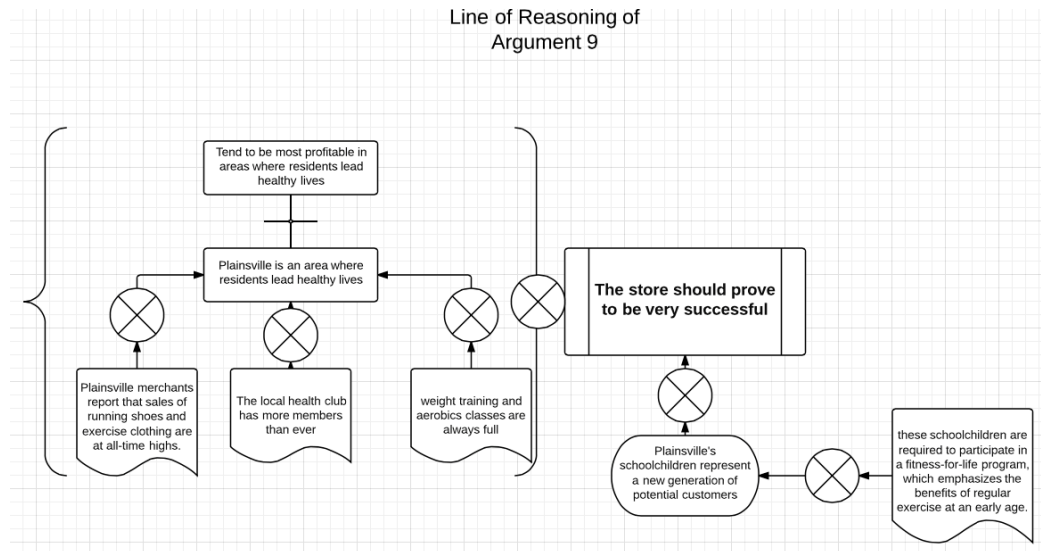 Line of Reasoning of
Argument 9
Tend to be most profitable in
areas where residents lead
healthy lives
Plainsville is an area where
residents lead healthy lives
The store should prove
to be very successful
Plainsville merchants
report that sales of
running shoes and
exercise clothing are
at all-time highs.
The local health club
has more members
than ever
weight training and
aerobics classes are
always full
Plainsville's
schoolchildren represent
a new generation of
potential customers
these schoolchildren are
required to participate in
a fitness-for-life program,
which emphasizes the
benefits of regular
exercise at an early age.